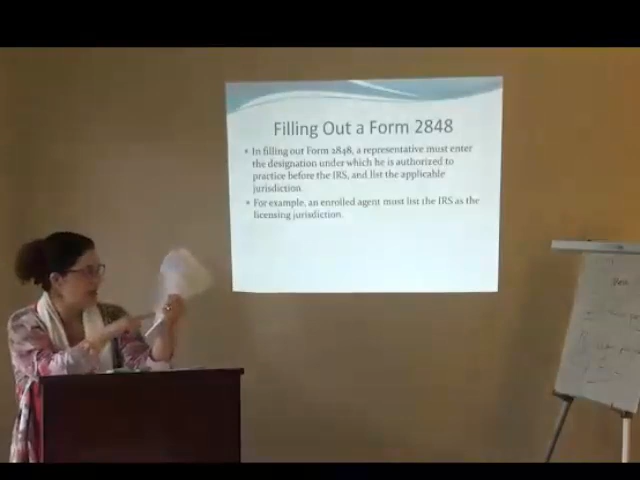 Filling Out a Form 2848
• In filling out Form 2848, a representative must enter
the designation under which he is authorized to
practice before the IRS, and list the applicable
jurisdiction.
• For example, an enrolled agent must list the IRS as the
licensing jurisdiction.